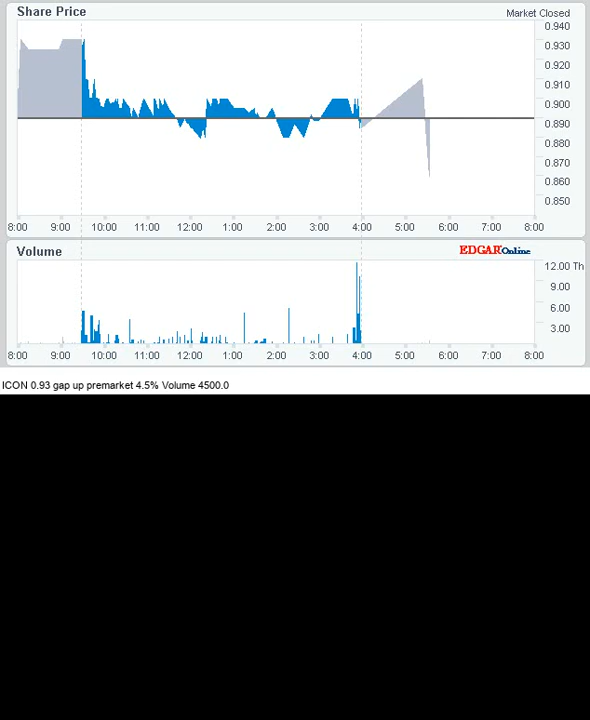 Share Price
Market Closed
0.940
0.930
0.920
0.910
0.900
0.890
0.880
0.870
0.860
0.850
8:00 9:00 10:00 11:00 12:00 1:00 2:00 3:00 4:00 5:00 6:00 7:00 8:00
Volume
EDGAROnline
12.00 Th
9.00
6.00
3.00
8:00 9:00 10:00 11:00 12:00 1:00 2:00 3:00 4:00 5:00 6:00 7:00 8:00
ICON 0.93 gap up premarket 4.5% Volume 4500.0